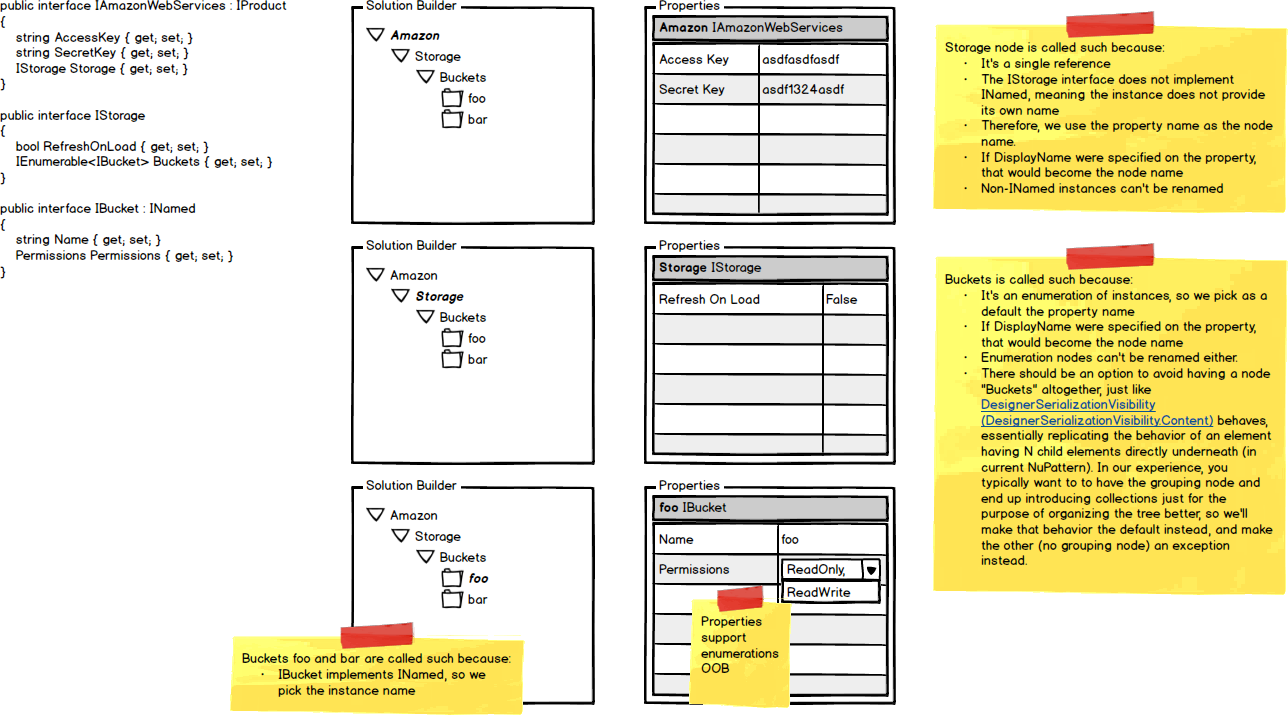 public interface IAmazonWebServices : IProduct
{
string AccessKey { get; set; }
string SecretKey { get; set; }
IStorage Storage { get; set; }
}
public interface IStorage
{
bool RefreshOnLoad { get; set; }
IEnumerable<IBucket> Buckets { get; set; }
}
public interface IBucket : INamed
{
string Name { get; set; }
Permissions Permissions { get; set; }
}
Solution Builder
Amazon
Storage
Buckets
foo
bar
Properties
Amazon IAmazonWebServices
Access Key asdfasdfasdf
Secret Key asdf1324asdf
Storage node is called such because:
· It's a single reference
· The IStorage interface does not implement
INamed, meaning the instance does not provide
its own name
· Therefore, we use the property name as the node
name.
· If DisplayName were specified on the property,
that would become the node name
· Non-INamed instances can't be renamed
Solution Builder
Amazon
Storage
Buckets
foo
bar
Properties
Storage IStorage
Refresh On Load False
Buckets is called such because:
· It's an enumeration of instances, so we pick as a
default the property name
· If DisplayName were specified on the property,
that would become the node name
· Enumeration nodes can't be renamed either.
· There should be an option to avoid having a node
"Buckets" altogether, just like
DesignerSerializationVisibility
(DesignerSerializationVisibility.Content) behaves,
essentially replicating the behavior of an element
having N child elements directly underneath (in
current NuPattern). In our experience, you
typically want to to have the grouping node and
end up introducing collections just for the
purpose of organizing the tree better, so we'll
make that behavior the default instead, and make
the other (no grouping node) an exception
instead.
Solution Builder
Amazon
Storage
Buckets
foo
bar
Buckets foo and bar are called such because:
· IBucket implements INamed, so we
pick the instance name
Properties
foo IBucket
Name foo
Permissions ReadOnly,
ReadWrite
Properties
support
enumerations
OOB